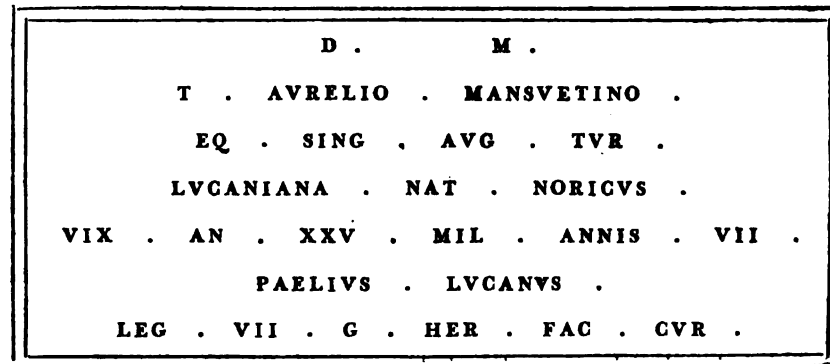 D . M .
T . AVRELIO . MANSVETINO .
EQ . SING . AVG . TVR .
LVCANIANA . NAT . NORICVS .
VIX . AN . XXV . MIL . ANNIS . VII .
PAELIVS . LVCANVS .
LEG . VII . G . HER . FAC . CVR .